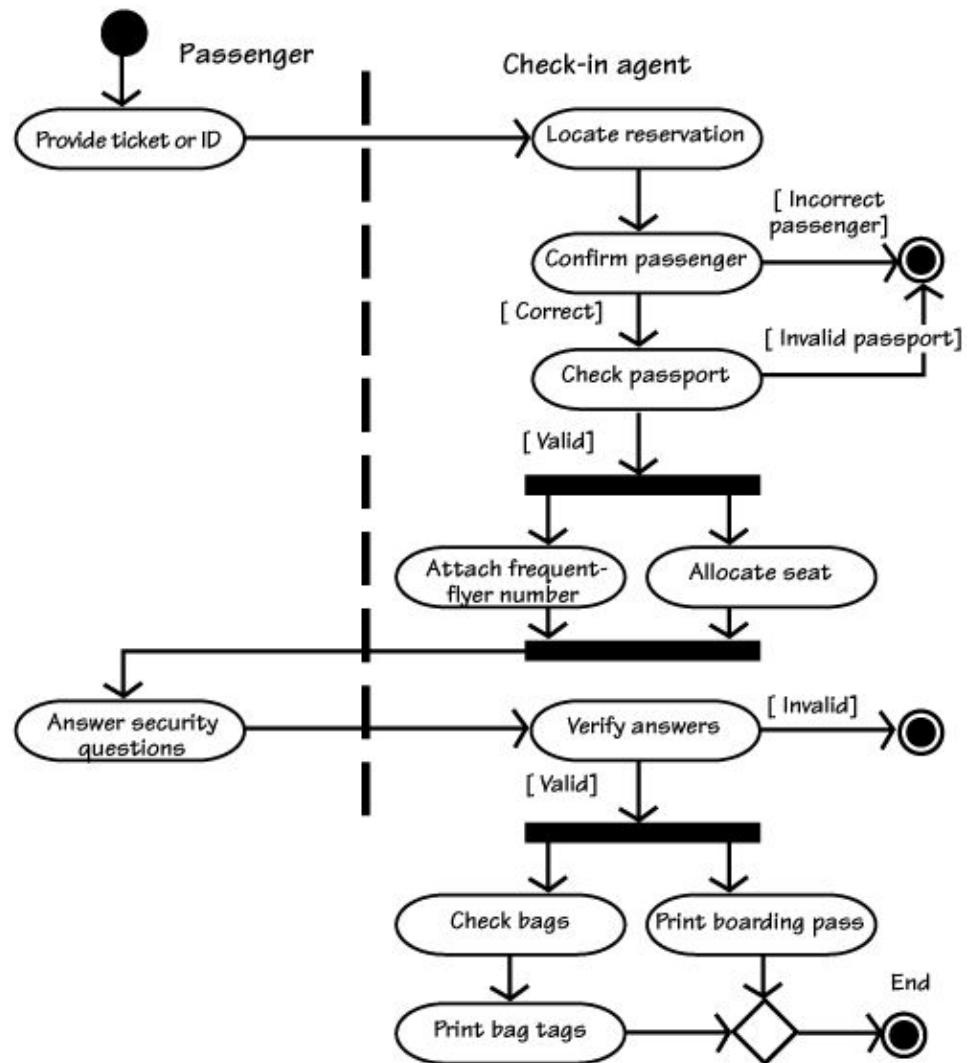 Passenger
Check-in agent
Provide ticket or ID
Locate reservation
[ Incorrect
passenger]
Confirm passenger
[ Correct]
[ Invalid passport]
Check passport
[ Valid]
Attach frequent-
flyer number
Allocate seat
Answer security
questions
Verify answers
[ Invalid]
[ Valid]
Check bags
Print boarding pass
End
Print bag tags